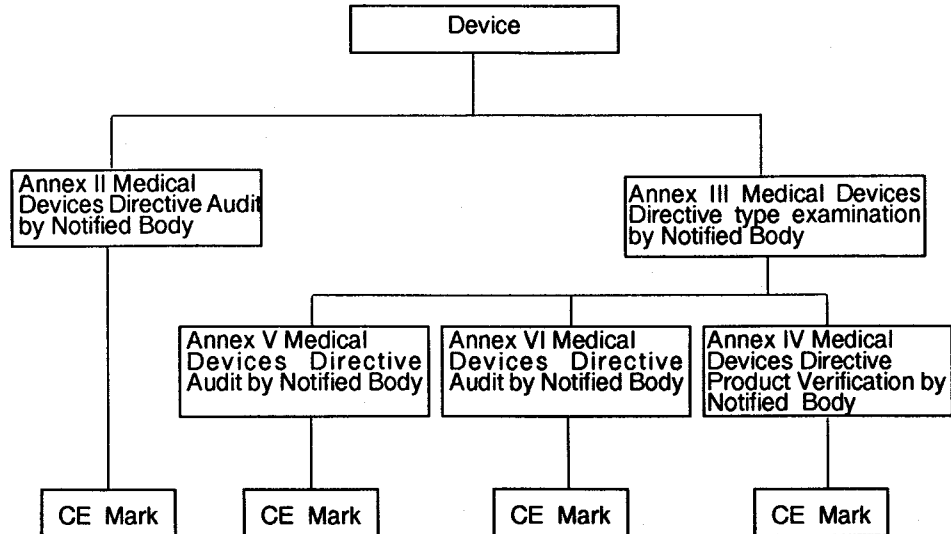 Device
Annex II Medical
Devices Directive Audit
by Notified Body
Annex III Medical Devices
Directive type examination
by Notified Body
Annex V Medical
Devices Directive
Audit by Notified Body
Annex VI Medical
Devices Directive
Audit by Notified Body
Annex IV Medical
Devices Directive
Product Verification by
Notified Body
CE Mark
CE Mark
CE Mark
CE Mark